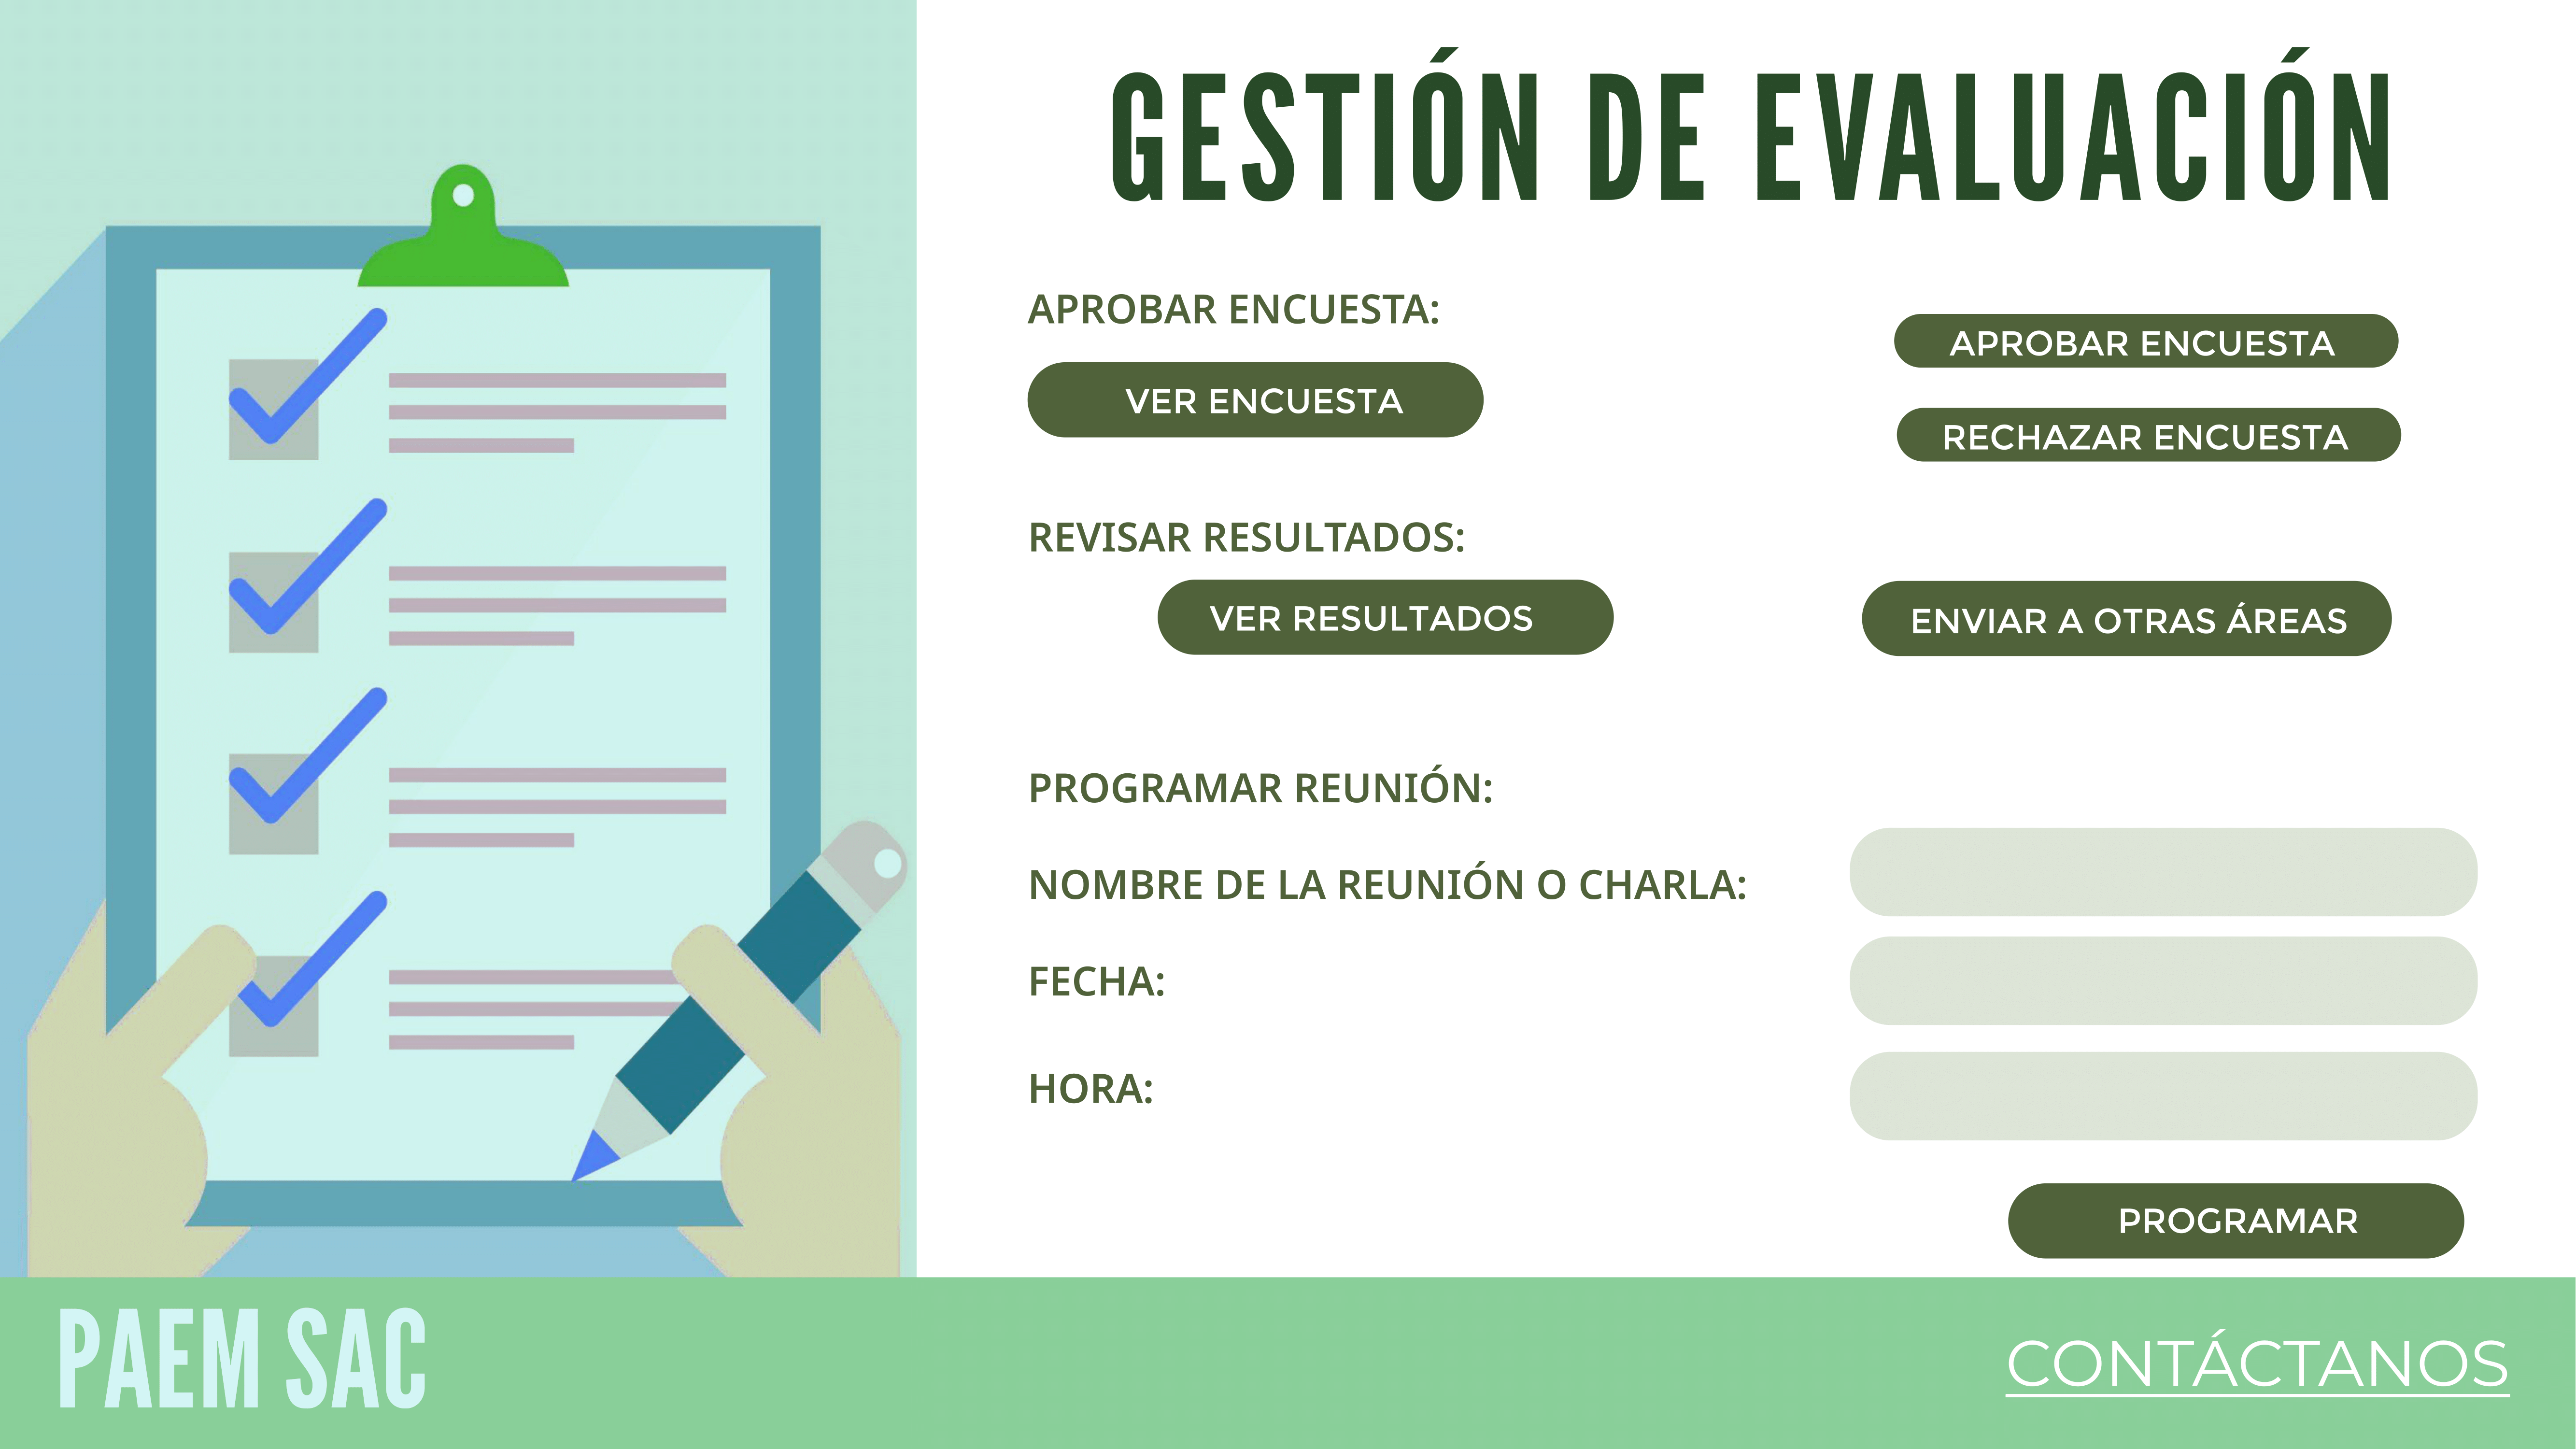 GESTIÓN DE EVALUACIÓN
APROBAR ENCUESTA:
VER ENCUESTA
APROBAR ENCUESTA
RECHAZAR ENCUESTA
REVISAR RESULTADOS:
VER RESULTADOS
ENVIAR A OTRAS ÁREAS
PROGRAMAR REUNIÓN:
NOMBRE DE LA REUNIÓN O CHARLA:
FECHA:
HORA:
PROGRAMAR
PAEM SAC
CONTÁCTANOS